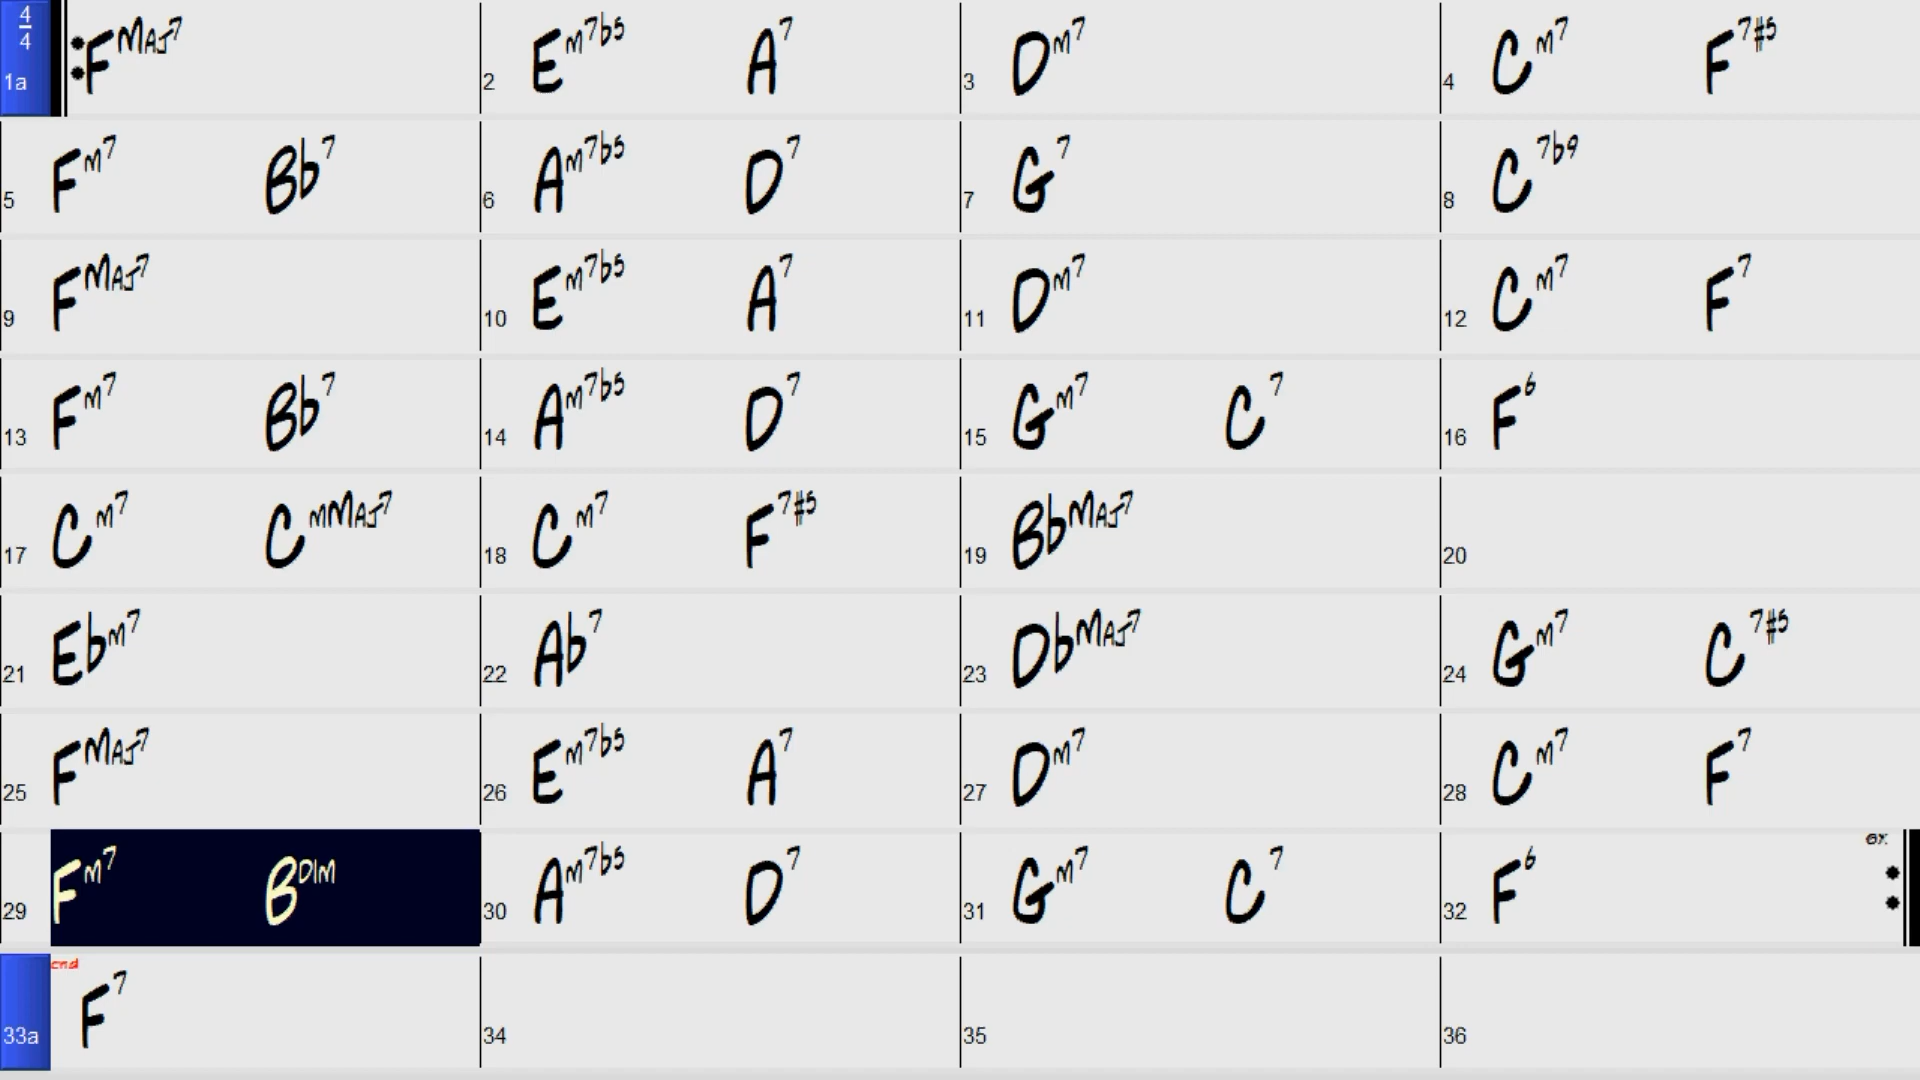 4/4 1a FMAJ7 2 Em7b5 A7 3 Dm7 4 Cm7 F7#5
5 Fm7 Bb7 6 Am7b5 D7 7 G7 8 C7b9
9 FMAJ7 10 Em7b5 A7 11 Dm7 12 Cm7 F7
13 Fm7 Bb7 14 Am7b5 D7 15 Gm7 C7 16 F6
17 Cm7 CmMAJ7 18 Cm7 F7#5 19 BbMAJ7 20
21 Ebm7 22 Ab7 23 DbMAJ7 24 Gm7 C7#5
25 FMAJ7 26 Em7b5 A7 27 Dm7 28 Cm7 F7
29 Fm7 BDIM 30 Am7b5 D7 31 Gm7 C7 32 F6
33a end F7 34 35 36